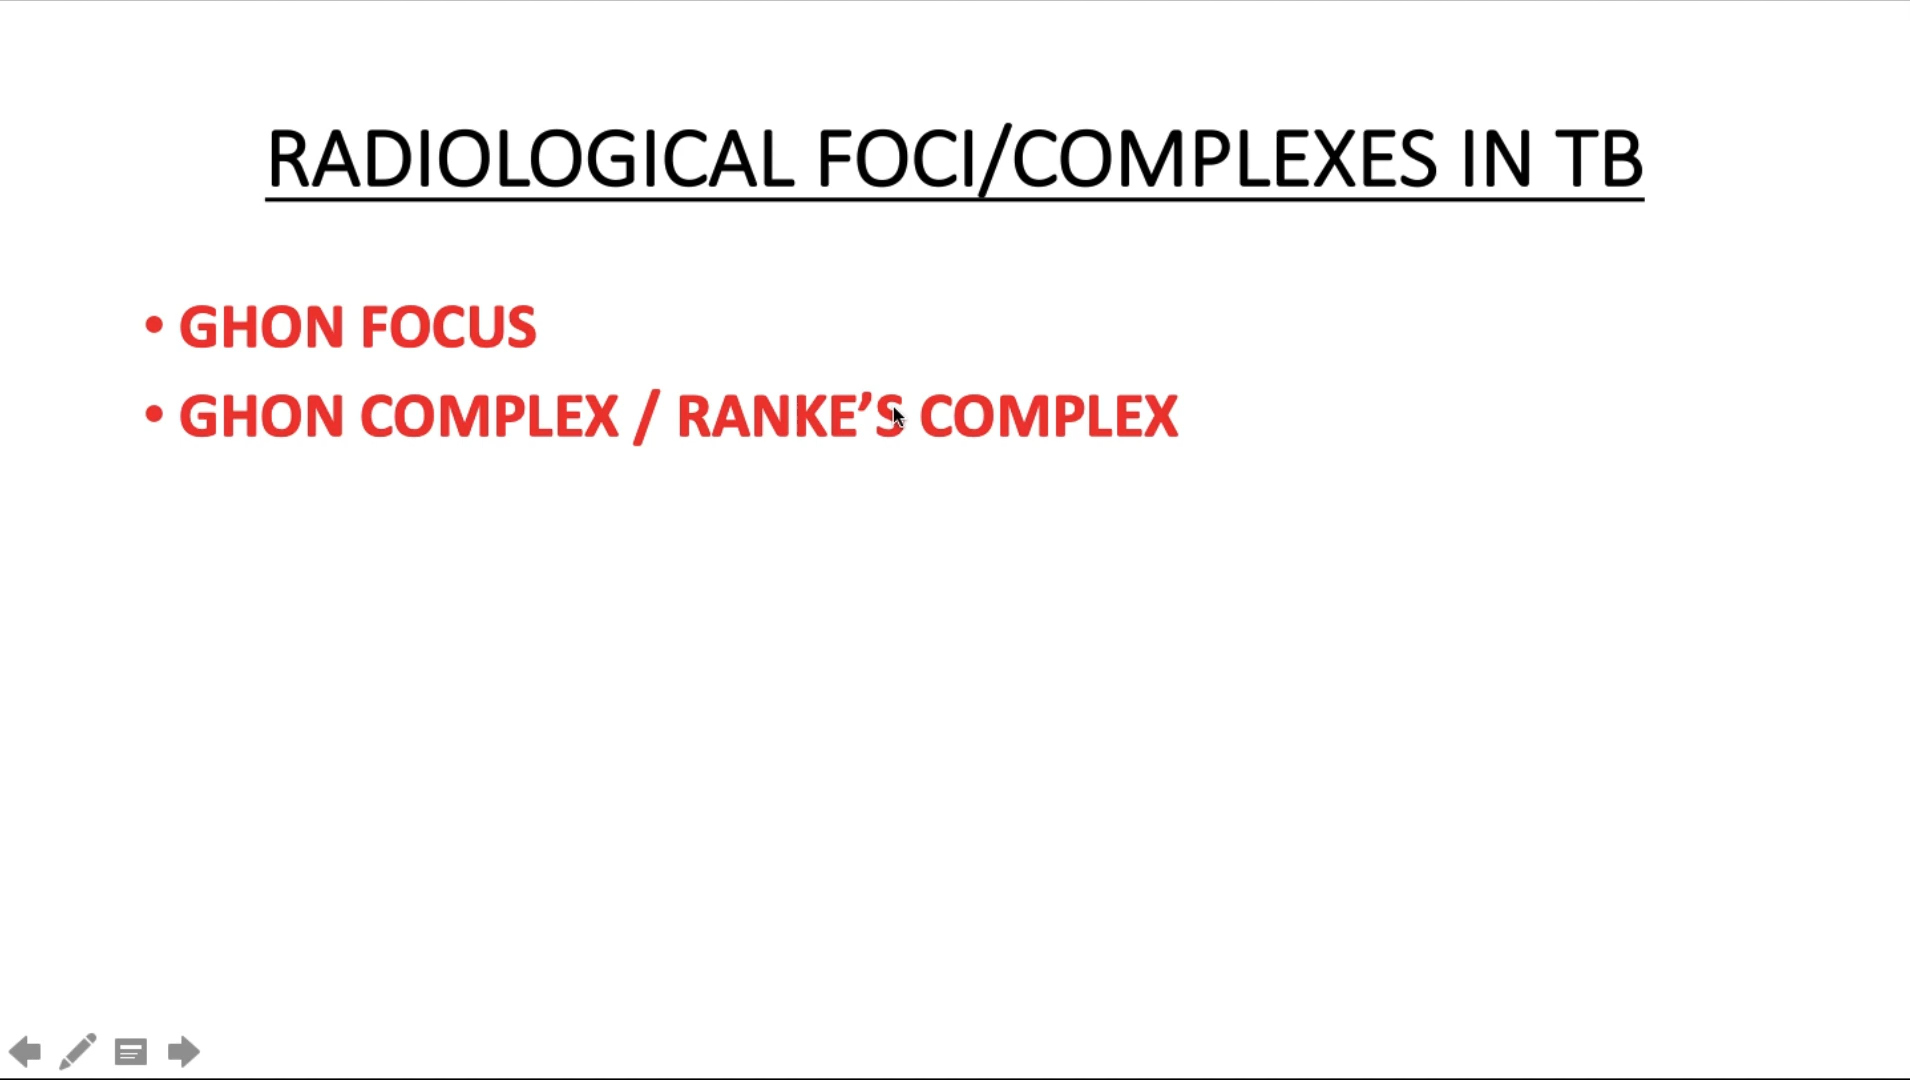 RADIOLOGICAL FOCI/COMPLEXES IN TB
• GHON FOCUS
• GHON COMPLEX / RANKE’S COMPLEX